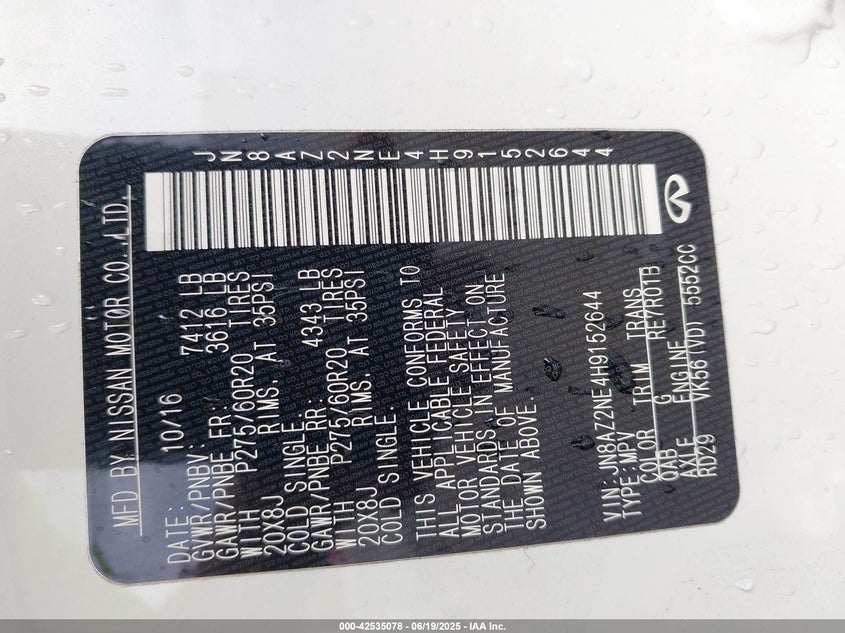 JN8AZ2NE4H9152644
MFD BY NISSAN MOTOR CO., LTD.
DATE: 10/16
GVWR/PNBV: 7412 LB
GAWR/PNBE FR: 3616 LB
WITH P275/60R20 TIRES
20X8J RIMS, AT 35PSI
COLD SINGLE.
GAWR/PNBE RR: 4343 LB
WITH P275/60R20 TIRES
20X8J RIMS, AT 35PSI
COLD SINGLE.
THIS VEHICLE CONFORMS TO
ALL APPLICABLE FEDERAL
MOTOR VEHICLE SAFETY
STANDARDS IN EFFECT ON
THE DATE OF MANUFACTURE
SHOWN ABOVE.
VIN: JN8AZ2NE4H9152644
TYPE: MPV
COLOR TRIM TRANS
QAB G RE7R01B
AXLE ENGINE
RD29 VK56(VD) 5552CC
000-42535078 - 06/19/2025 - IAA Inc.